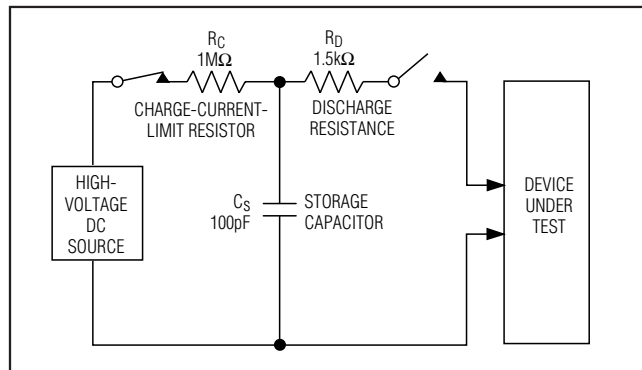 R_C
1MΩ
CHARGE-CURRENT-
LIMIT RESISTOR
R_D
1.5kΩ
DISCHARGE
RESISTANCE
HIGH-
VOLTAGE
DC
SOURCE
C_S
100pF
STORAGE
CAPACITOR
DEVICE
UNDER
TEST